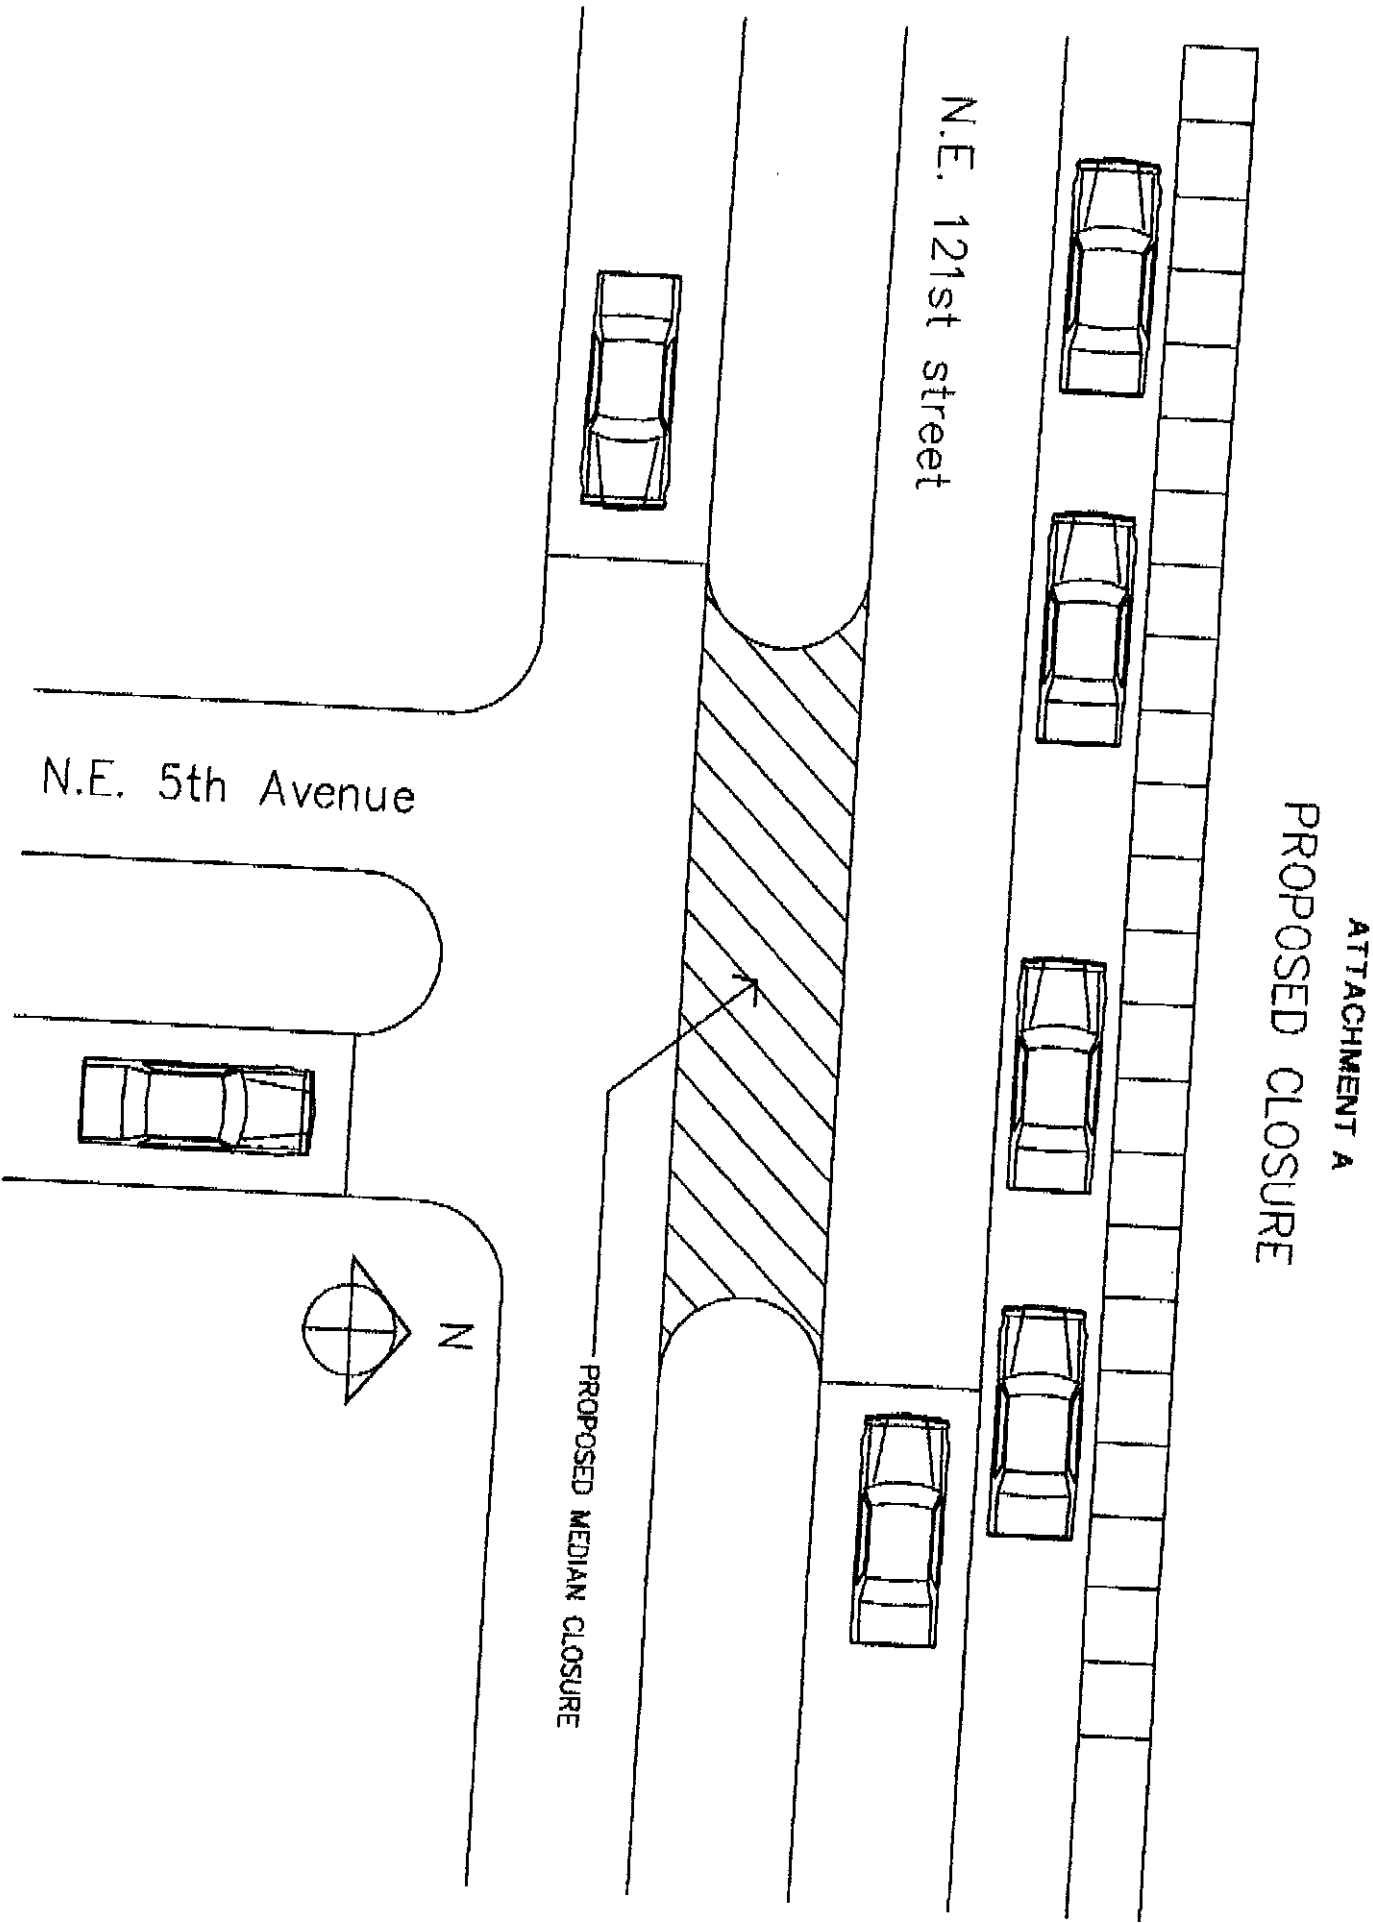 ATTACHMENT A
PROPOSED CLOSURE
N.E. 121st street
N.E. 5th Avenue
N
PROPOSED MEDIAN CLOSURE